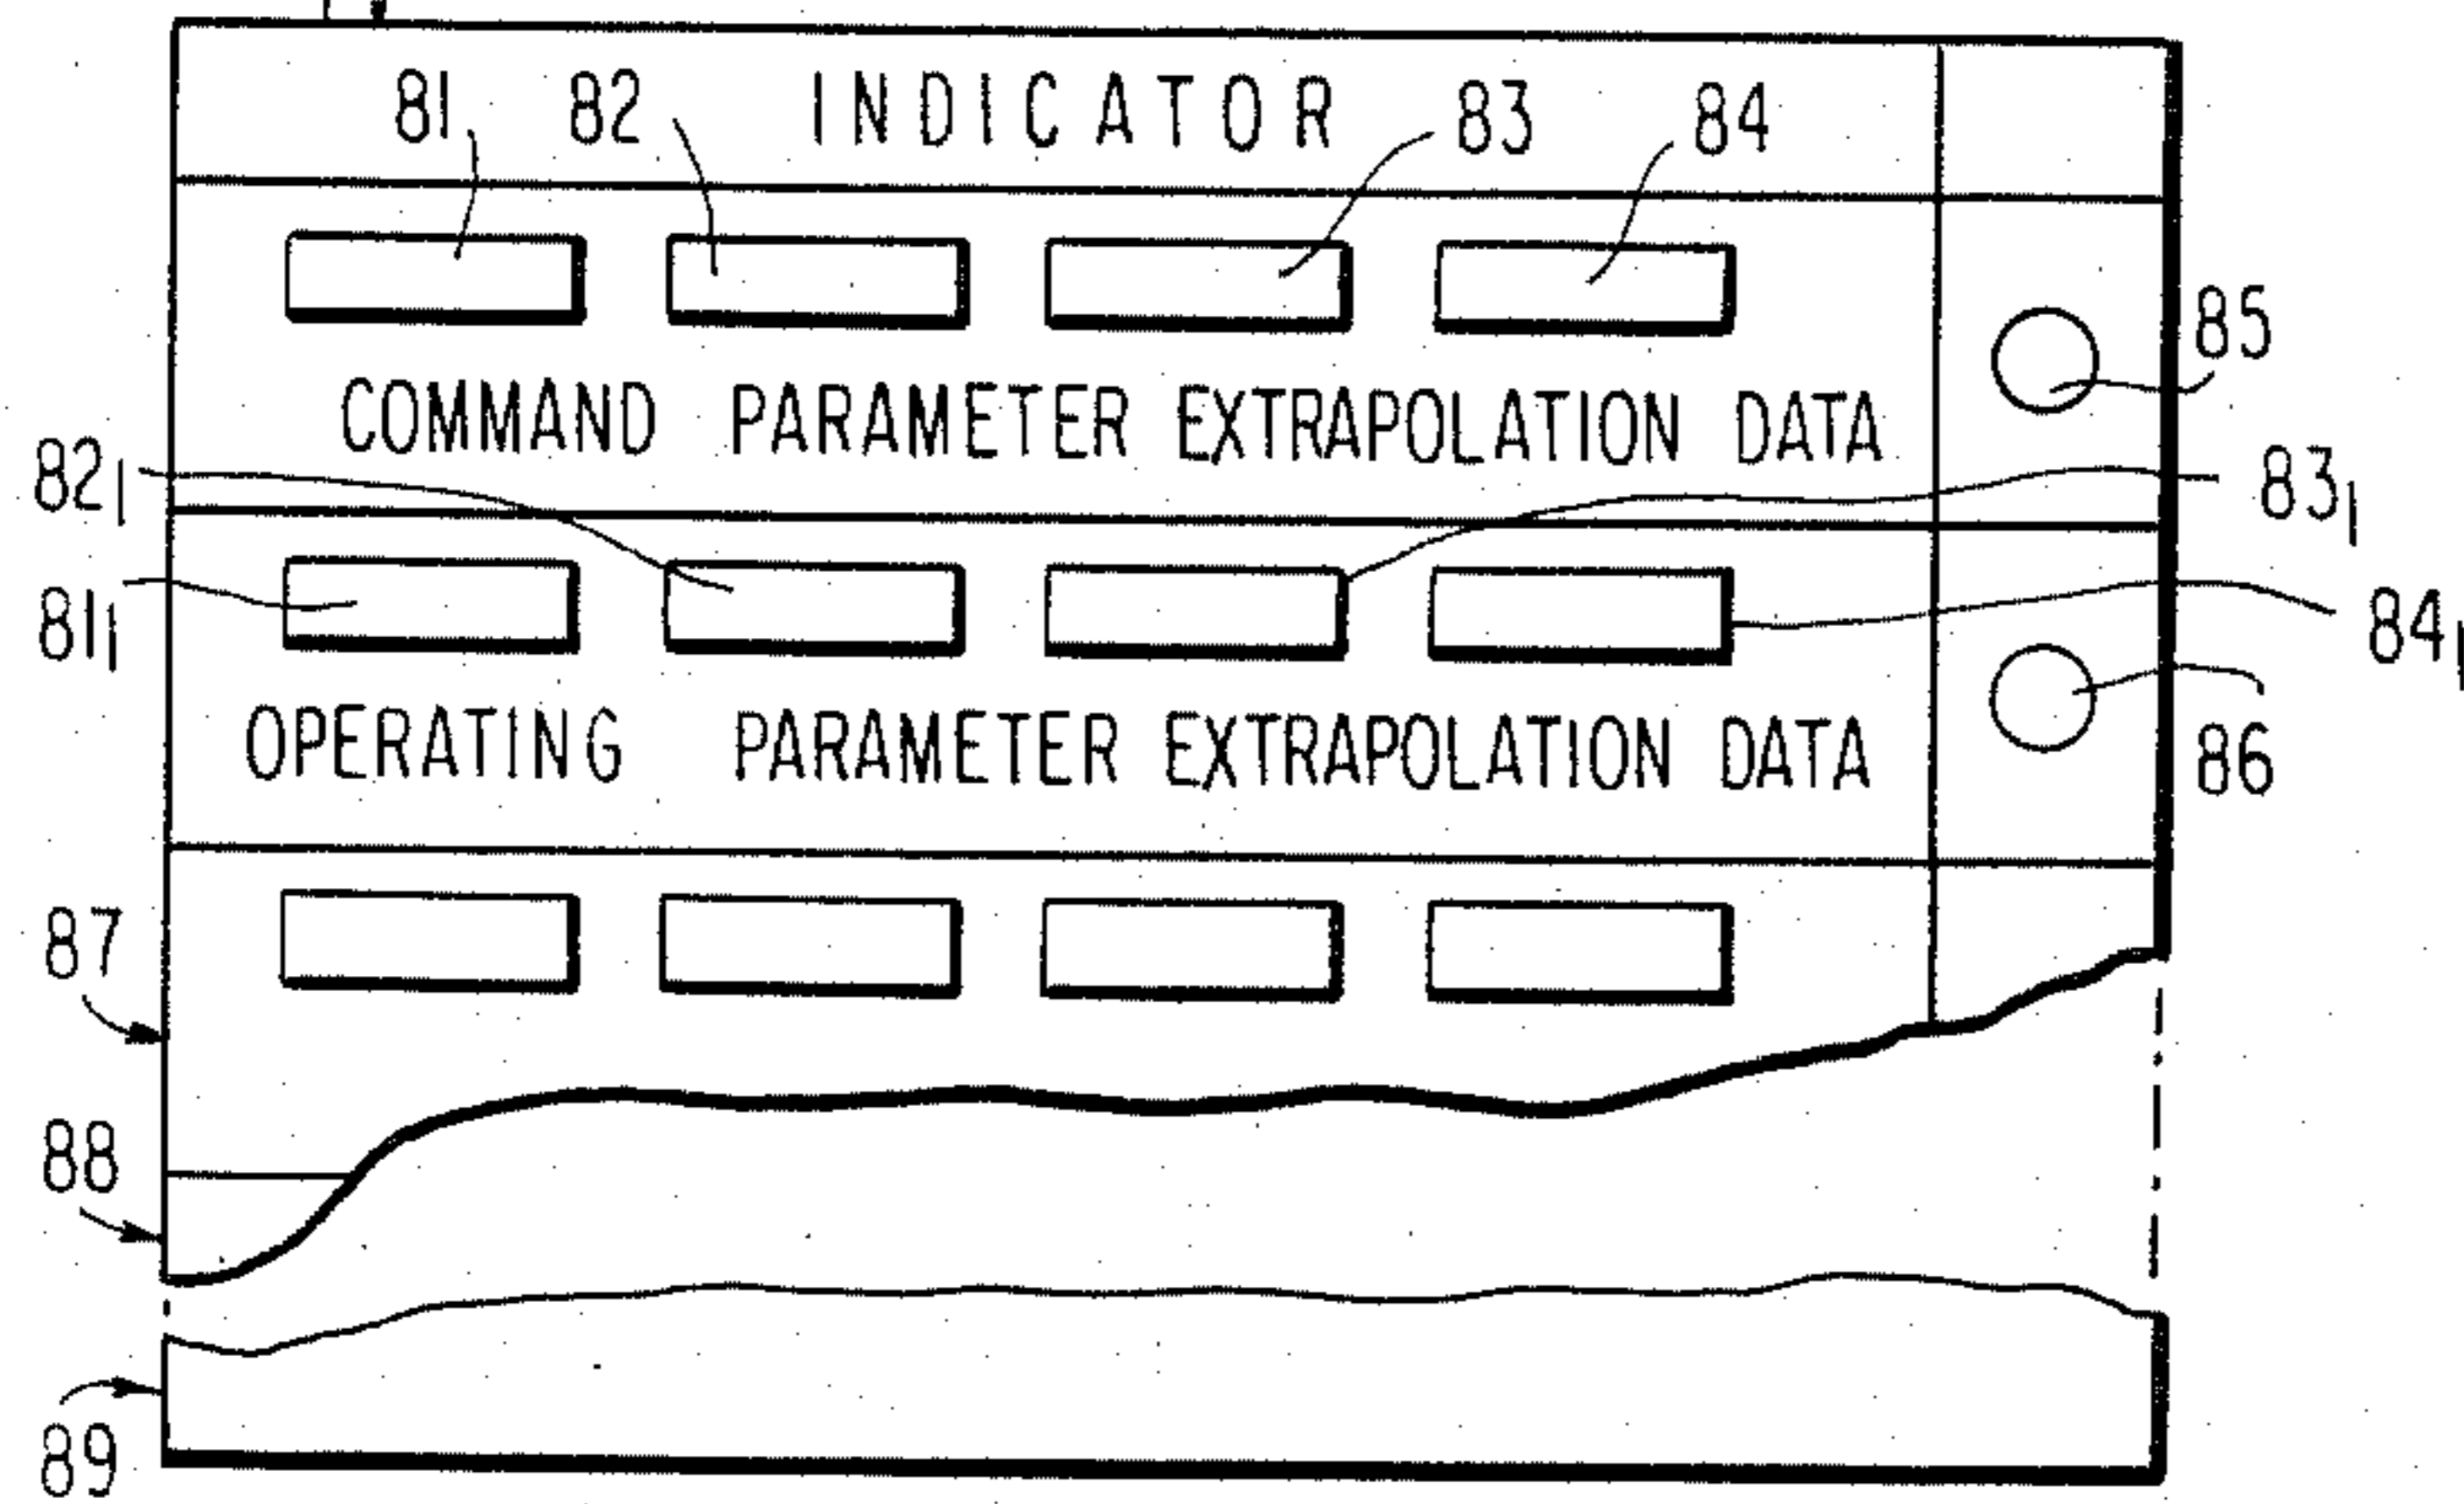 81 82 INDICATOR 83 84
85
COMMAND PARAMETER EXTRAPOLATION DATA
82₁ 83₁
81₁ 84₁
OPERATING PARAMETER EXTRAPOLATION DATA
86
87
88
89